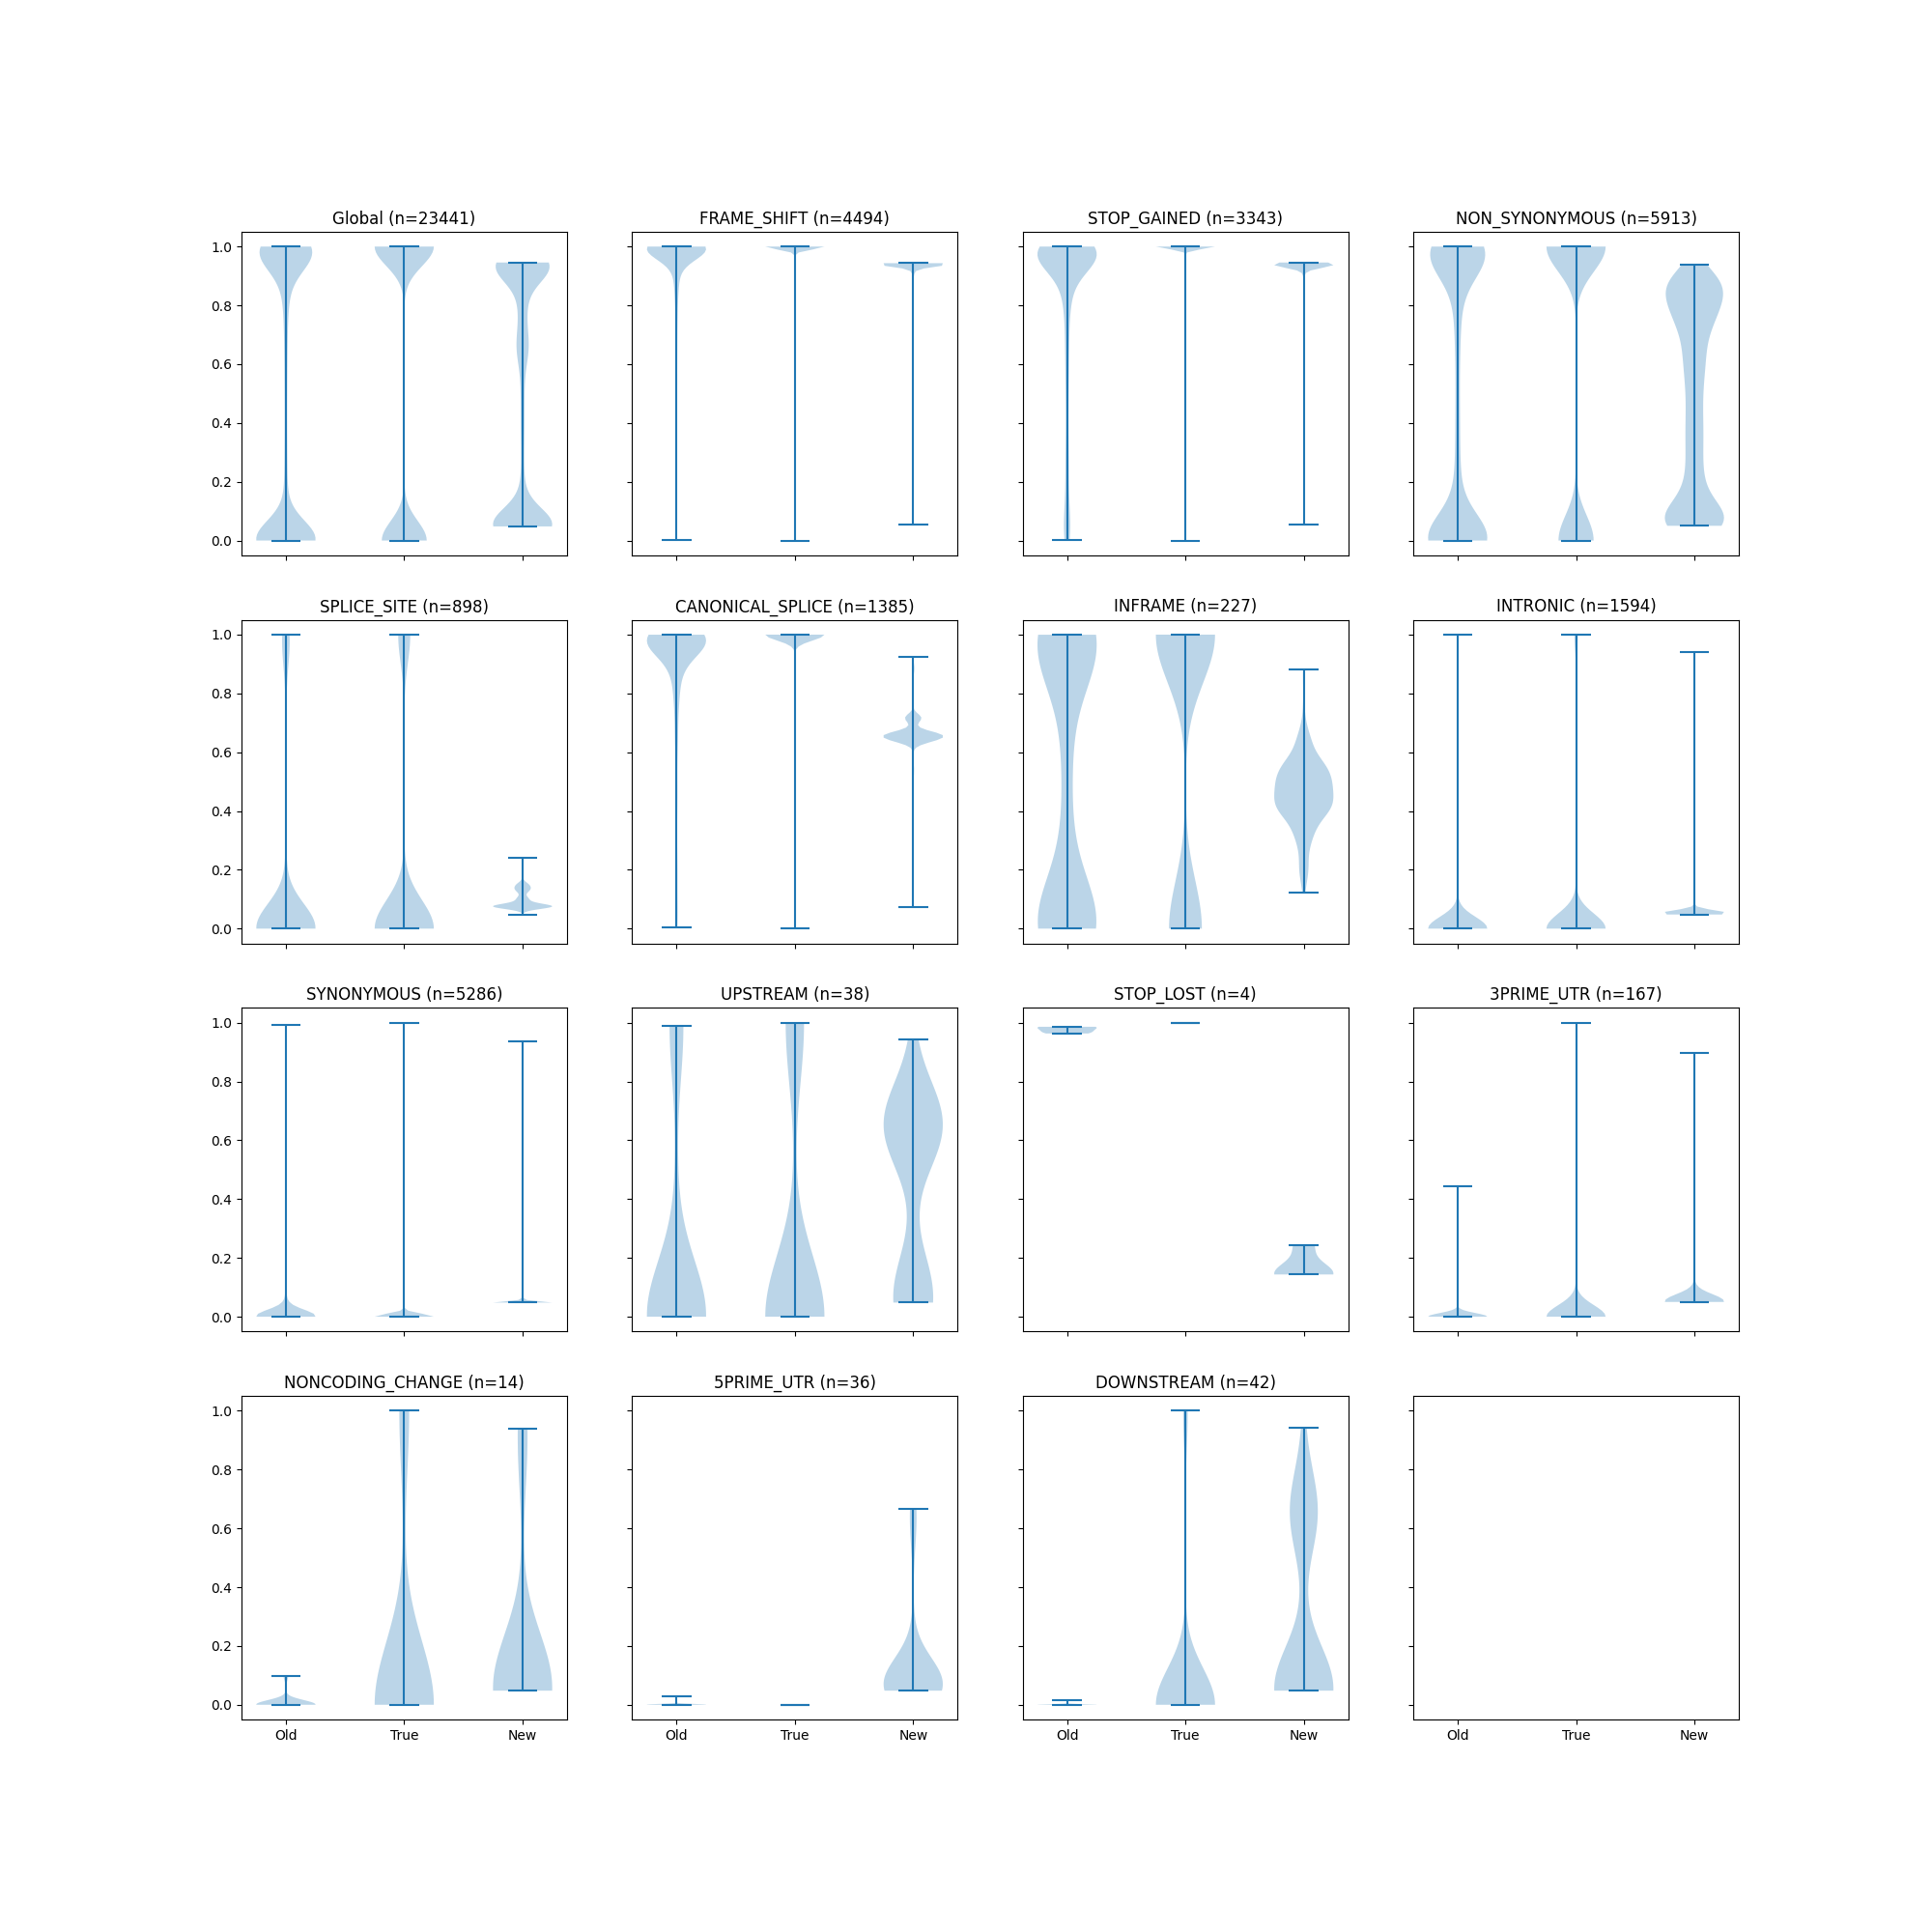 Global (n=23441)
FRAME_SHIFT (n=4494)
STOP_GAINED (n=3343)
NON_SYNONYMOUS (n=5913)
1.0
0.8
0.6
0.4
0.2
0.0
SPLICE_SITE (n=898)
CANONICAL_SPLICE (n=1385)
INFRAME (n=227)
INTRONIC (n=1594)
1.0
0.8
0.6
0.4
0.2
0.0
SYNONYMOUS (n=5286)
UPSTREAM (n=38)
STOP_LOST (n=4)
3PRIME_UTR (n=167)
1.0
0.8
0.6
0.4
0.2
0.0
NONCODING_CHANGE (n=14)
5PRIME_UTR (n=36)
DOWNSTREAM (n=42)
1.0
0.8
0.6
0.4
0.2
0.0
Old True New
Old True New
Old True New
Old True New